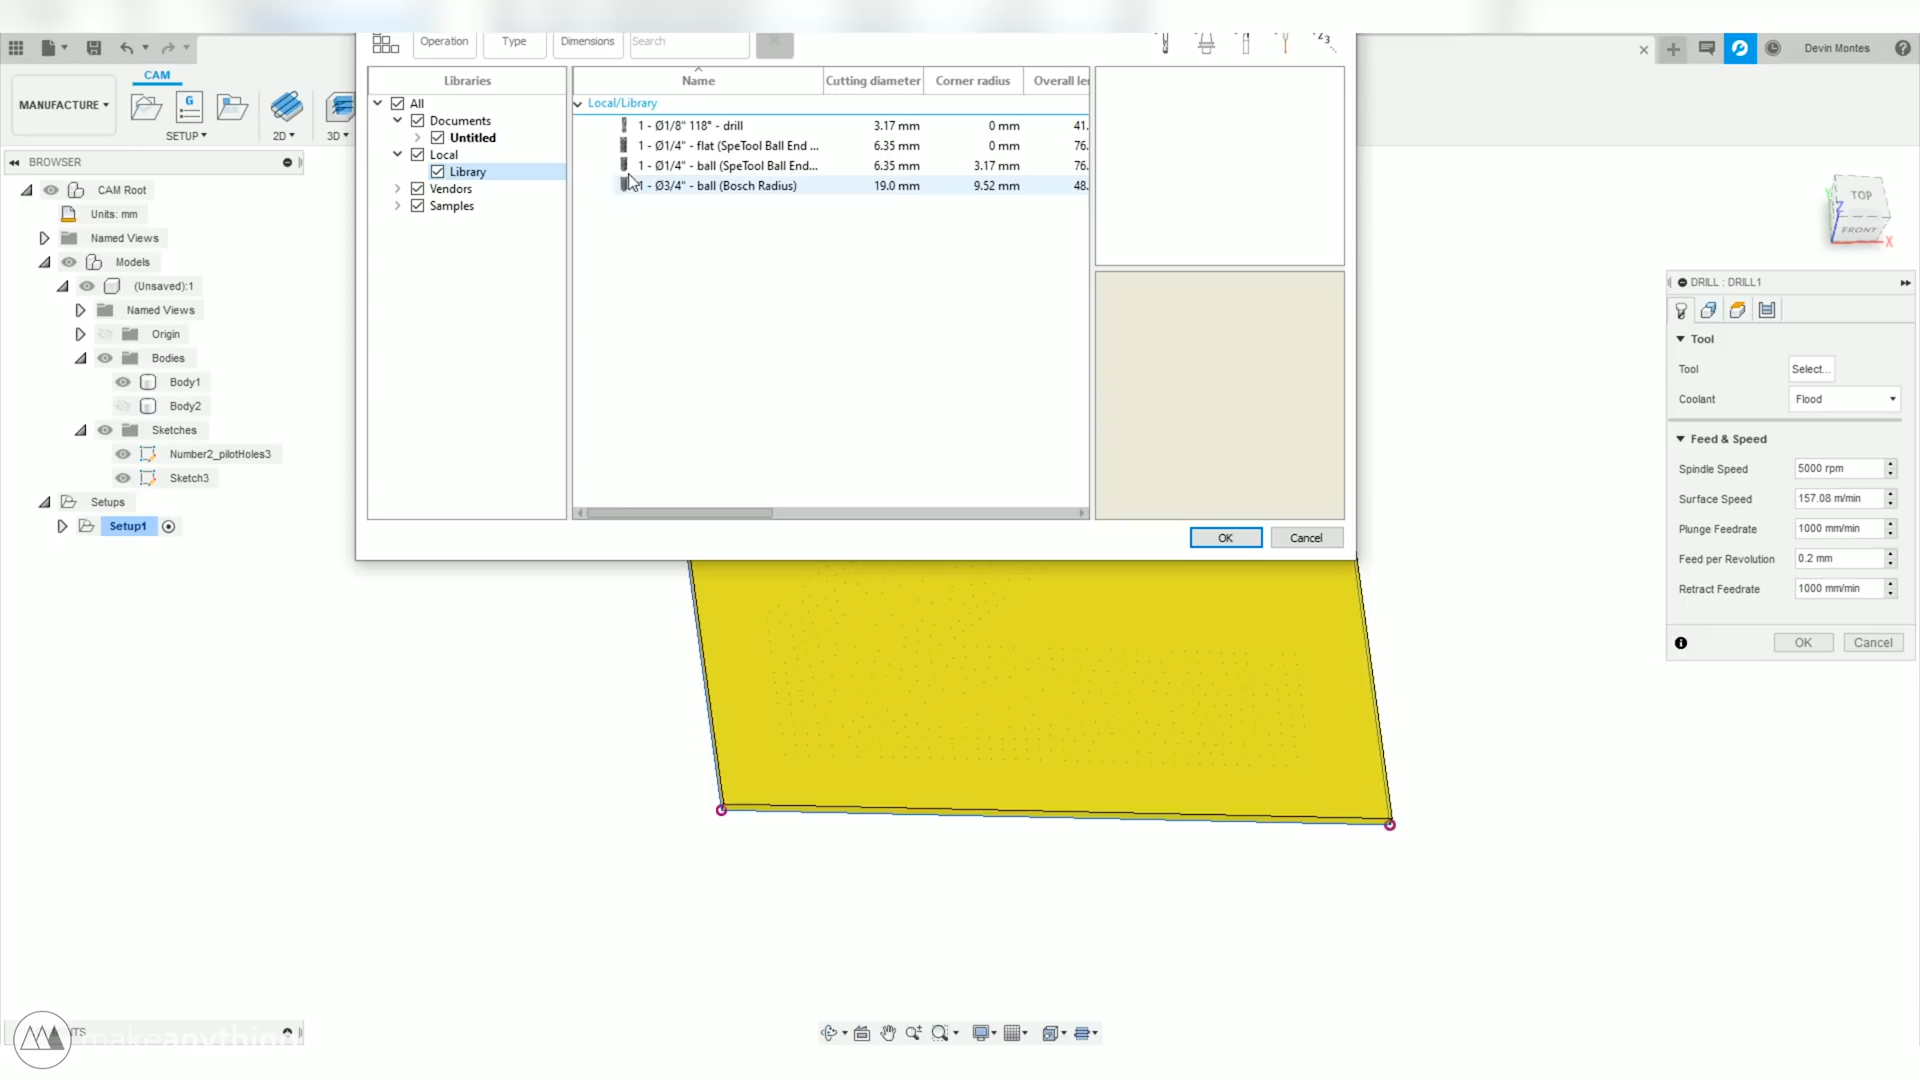 Operation Type Dimensions Search
Devin Montes
CAM
MANUFACTURE
SETUP 2D 3D
BROWSER
CAM Root
Units: mm
Named Views
Models
(Unsaved):1
Named Views
Origin
Bodies
Body1
Body2
Sketches
Number2_pilotHoles3
Sketch3
Setups
Setup1
Libraries
All
Documents
Untitled
Local
Library
Vendors
Samples
Name Cutting diameter Corner radius Overall le
Local/Library
1 - Ø1/8" 118° - drill 3.17 mm 0 mm 41.
1 - Ø1/4" - flat (SpeTool Ball End ... 6.35 mm 0 mm 76.
1 - Ø1/4" - ball (SpeTool Ball End... 6.35 mm 3.17 mm 76.
1 - Ø3/4" - ball (Bosch Radius) 19.0 mm 9.52 mm 48.
OK Cancel
TOP
FRONT
Z
Y
X
DRILL : DRILL1
Tool
Tool Select...
Coolant Flood
Feed & Speed
Spindle Speed 5000 rpm
Surface Speed 157.08 m/min
Plunge Feedrate 1000 mm/min
Feed per Revolution 0.2 mm
Retract Feedrate 1000 mm/min
OK Cancel
makeanything